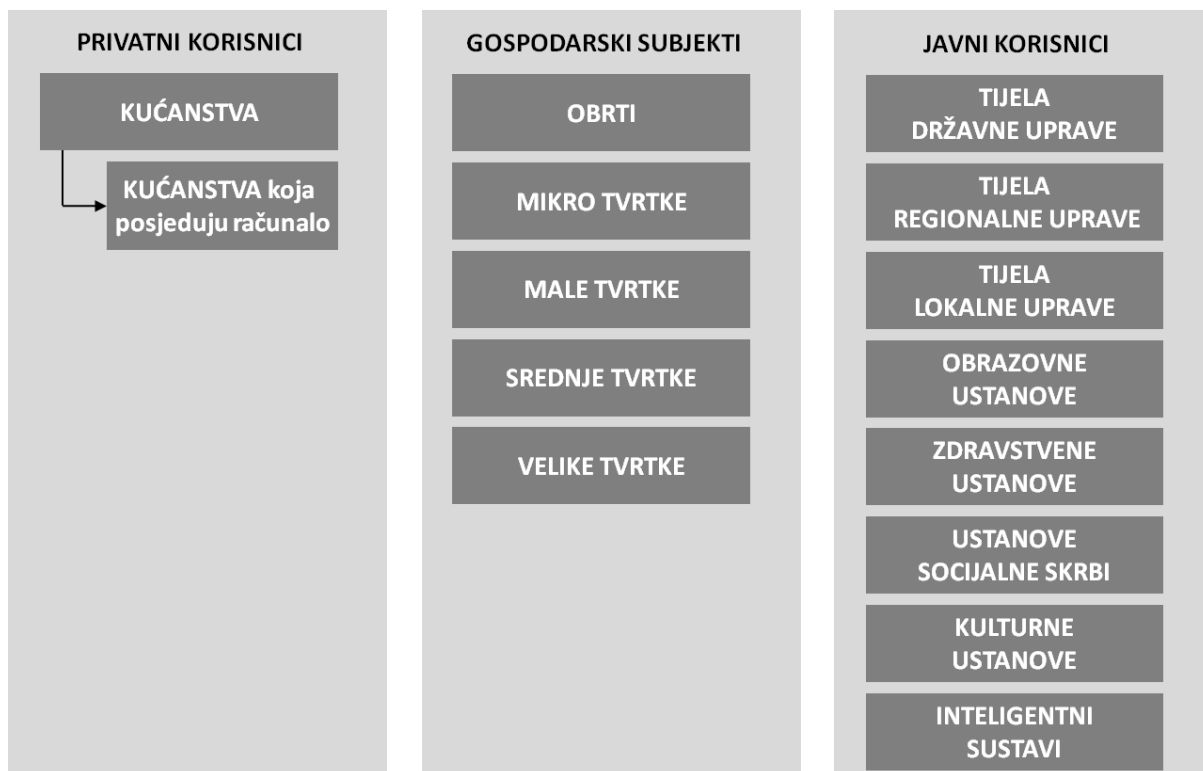 PRIVATNI KORISNICI
KUĆANSTVA
KUĆANSTVA koja
posjeduju računalo
GOSPODARSKI SUBJEKTI
OBRTI
MIKRO TVRTKE
MALE TVRTKE
SREDNJE TVRTKE
VELIKE TVRTKE
JAVNI KORISNICI
TIJELA
DRŽAVNE UPRAVE
TIJELA
REGIONALNE UPRAVE
TIJELA
LOKALNE UPRAVE
OBRAZOVNE
USTANOVE
ZDRAVSTVENE
USTANOVE
USTANOVE
SOCIJALNE SKRBI
KULTURNE
USTANOVE
INTELIGENTNI
SUSTAVI